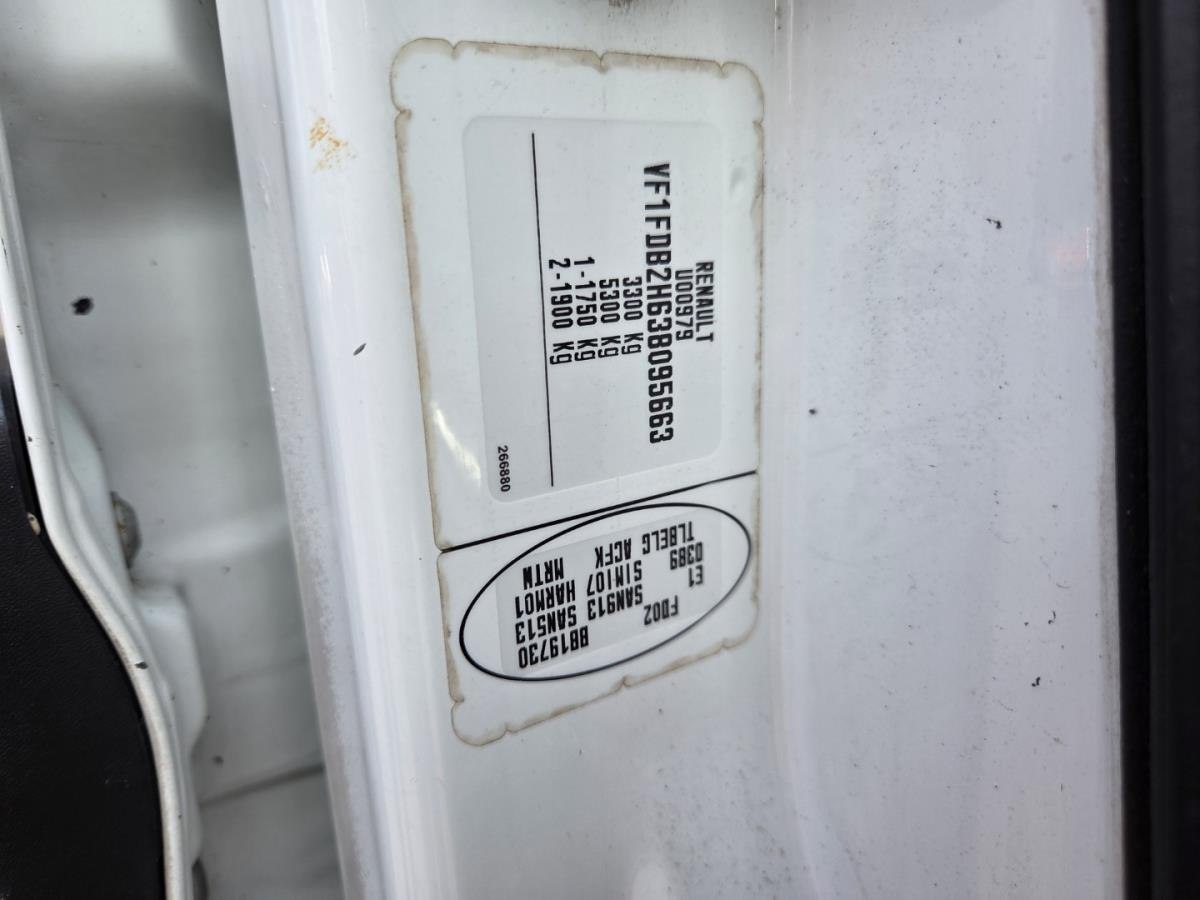 RENAULT
U00979
VF1FDB2H638095663
3300 Kg
5300 Kg
1-1750 Kg
2-1900 Kg
266880
FD02 BB19730
E1 SAN913 SAN513
0389 51MI07 HARM01
TLBELG ACFK MRTM